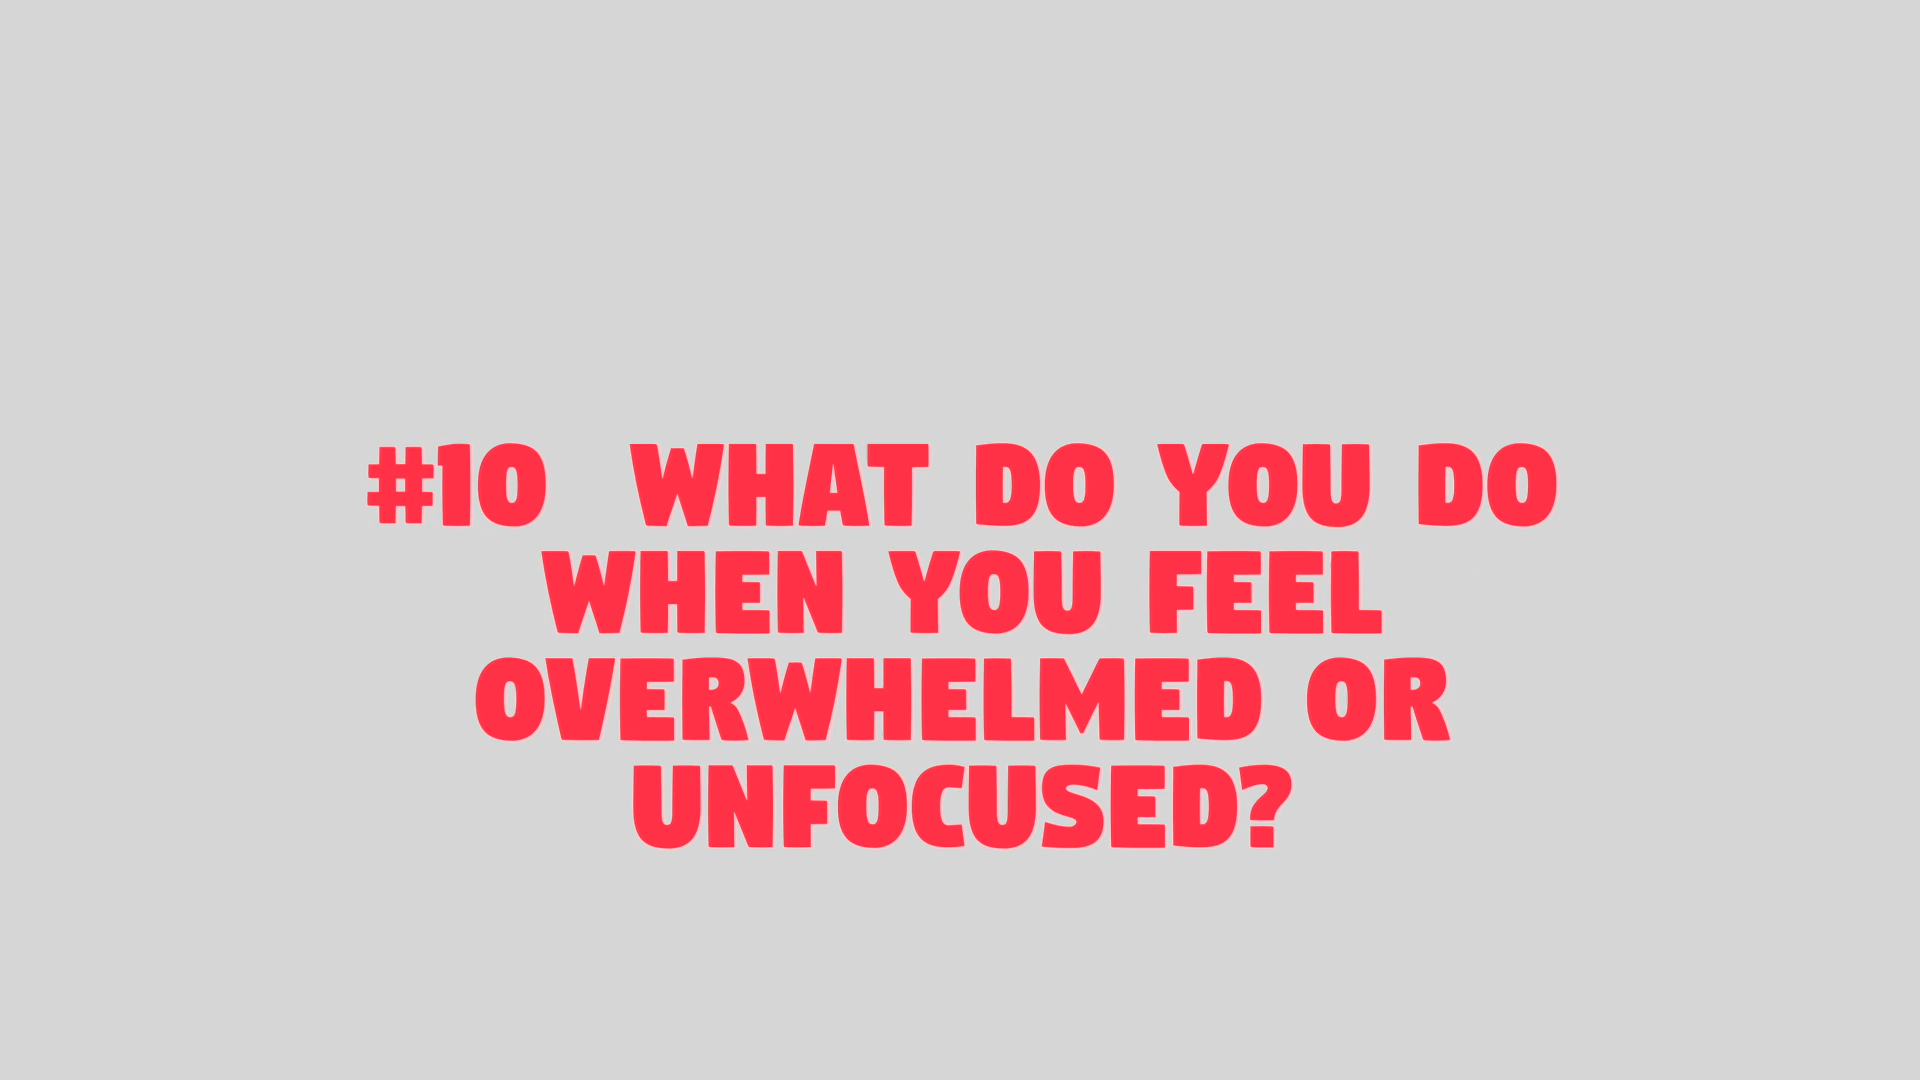 #10 WHAT DO YOU DO
WHEN YOU FEEL
OVERWHELMED OR
UNFOCUSED?